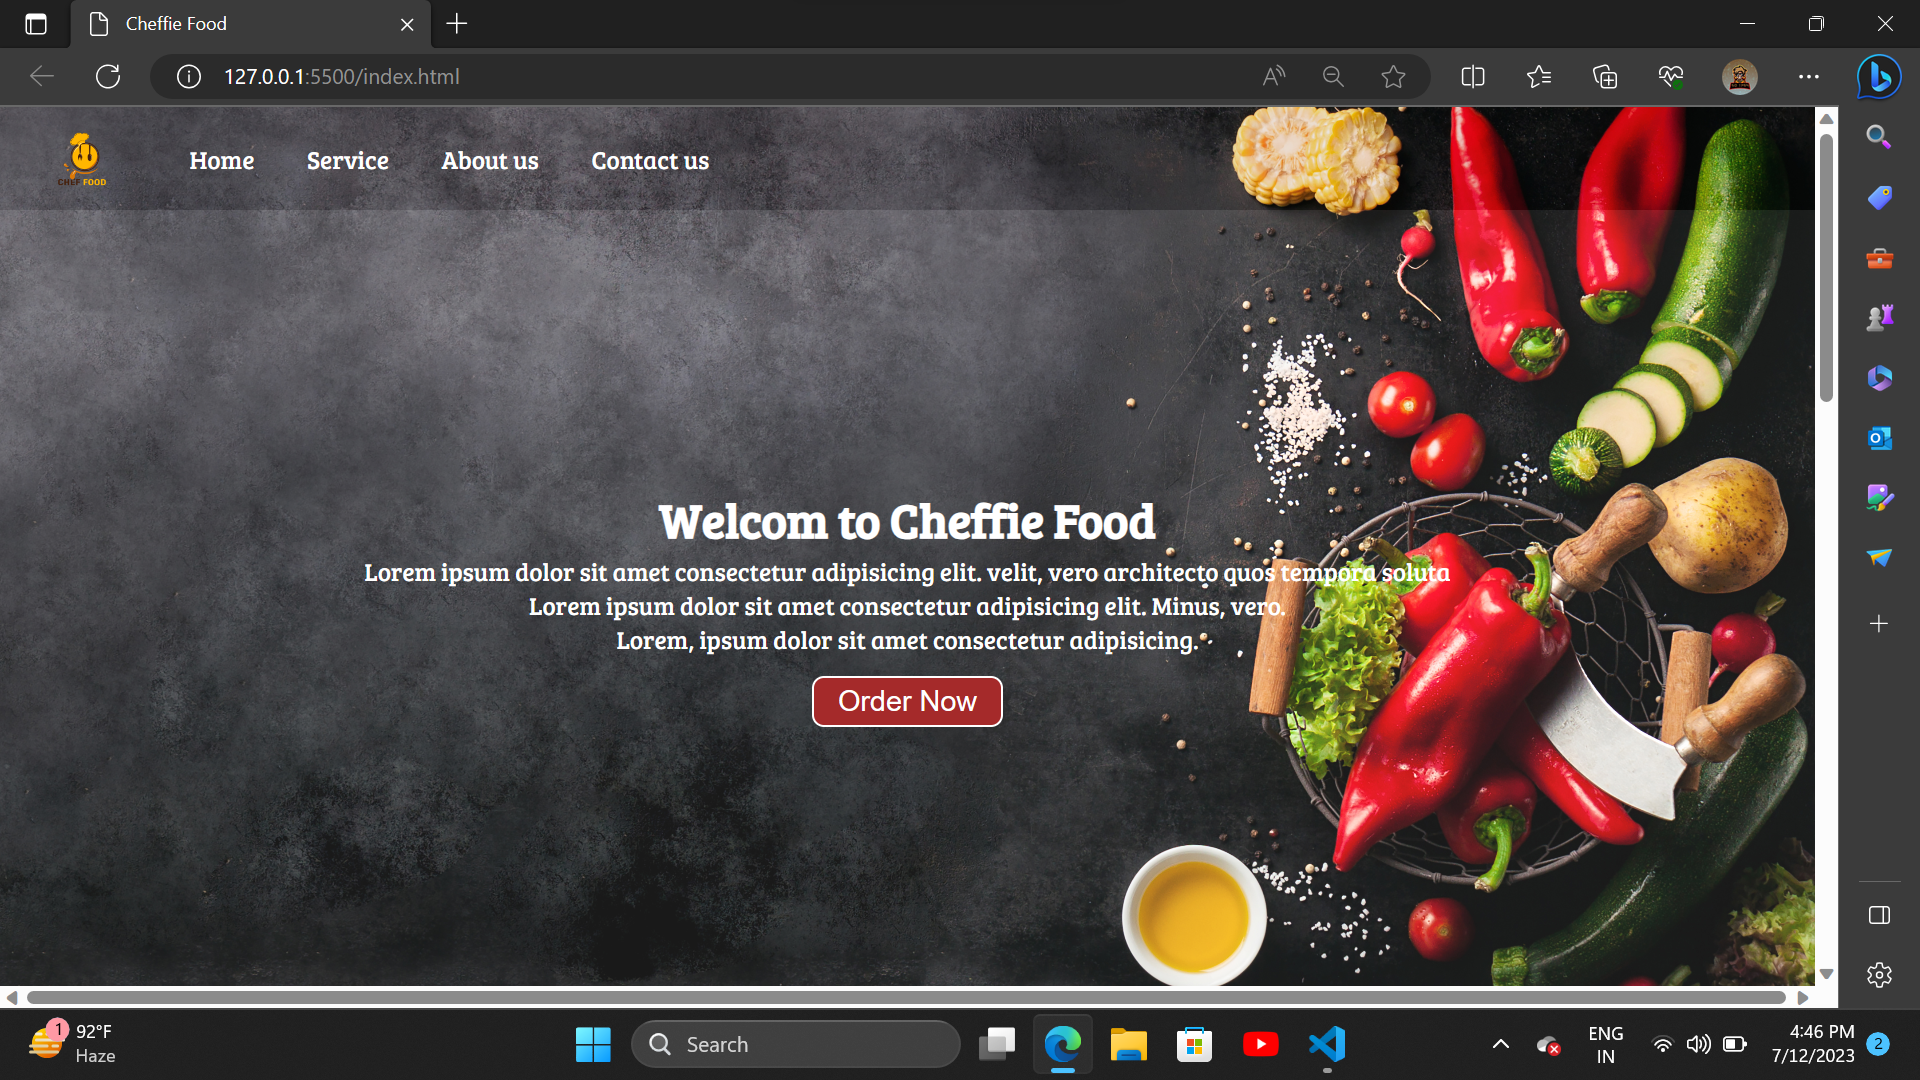 Cheffie Food
127.0.0.1:5500/index.html
CHEF FOOD
Home Service About us Contact us
Welcom to Cheffie Food
Lorem ipsum dolor sit amet consectetur adipisicing elit. velit, vero architecto quos tempora soluta
Lorem ipsum dolor sit amet consectetur adipisicing elit. Minus, vero.
Lorem, ipsum dolor sit amet consectetur adipisicing.
Order Now
1
92°F
Haze
Search
ENG
IN
4:46 PM
7/12/2023
2